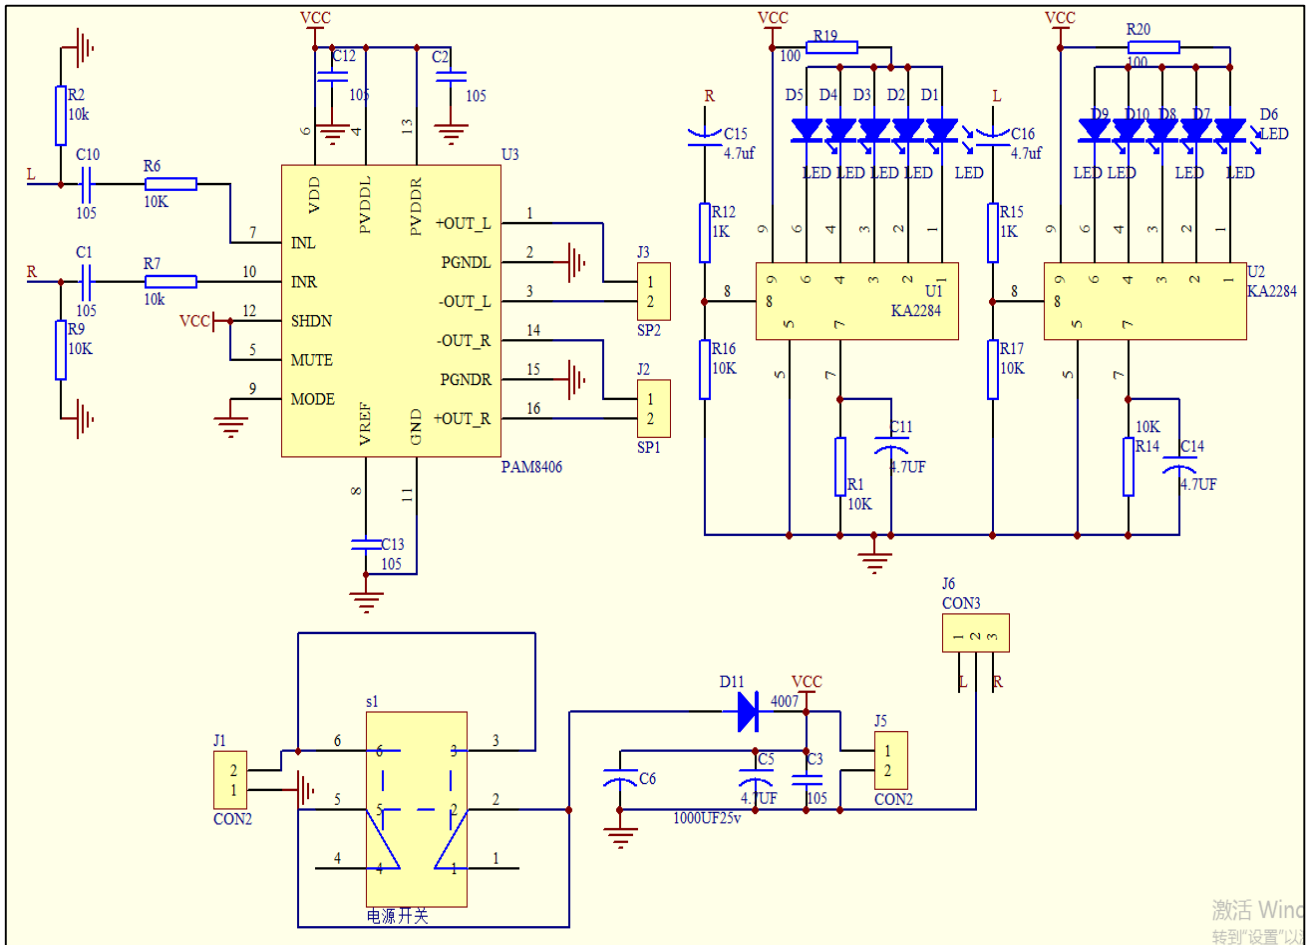 VCC
R2
10k
C12
105
C2
105
6
4
13
L
C10
105
R6
10K
R
C1
105
R7
10k
R9
10K
VCC
U3
VDD
PVDDL
PVDDR
7
INL
10
INR
12
SHDN
5
MUTE
9
MODE
+OUT_L
1
PGNDL
2
-OUT_L
3
-OUT_R
14
PGNDR
15
+OUT_R
16
VREF
GND
8
11
PAM8406
C13
105
J3
1
2
SP2
J2
1
2
SP1
VCC
R19
100
R
C15
4.7uf
D5
D4
D3
D2
D1
LED
LED
LED
LED
LED
R12
1K
9
6
4
3
2
1
8
9
6
4
3
2
1
8
U1
KA2284
5
7
5
7
R16
10K
R1
10K
C11
4.7UF
VCC
R20
100
L
C16
4.7uf
D9
D10
D8
D7
D6
LED
LED
LED
LED
LED
R15
1K
9
6
4
3
2
1
8
9
6
4
3
2
1
8
U2
KA2284
5
7
5
7
R17
10K
10K
R14
C14
4.7UF
J6
CON3
1
2
3
L
R
J1
2
1
CON2
s1
6
6
3
3
5
5
2
2
4
4
1
1
电源开关
D11
4007
VCC
C6
1000UF25v
C5
4.7UF
C3
105
J5
1
2
CON2
激活 Wind
转到"设置"以